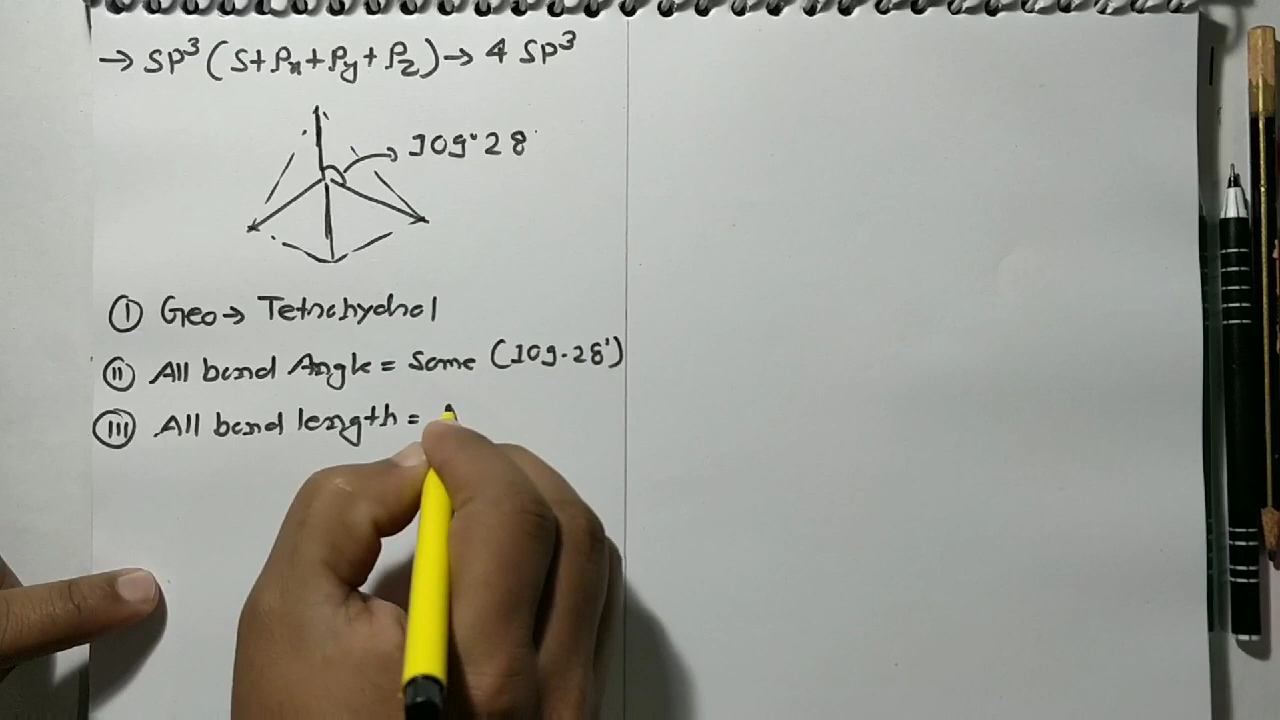 → SP³ (S+Px+Py+Pz) → 4 SP³
109°28'
① Geo → Tetrahydral
② All bond Angle = Same (109.28')
③ All bond length =